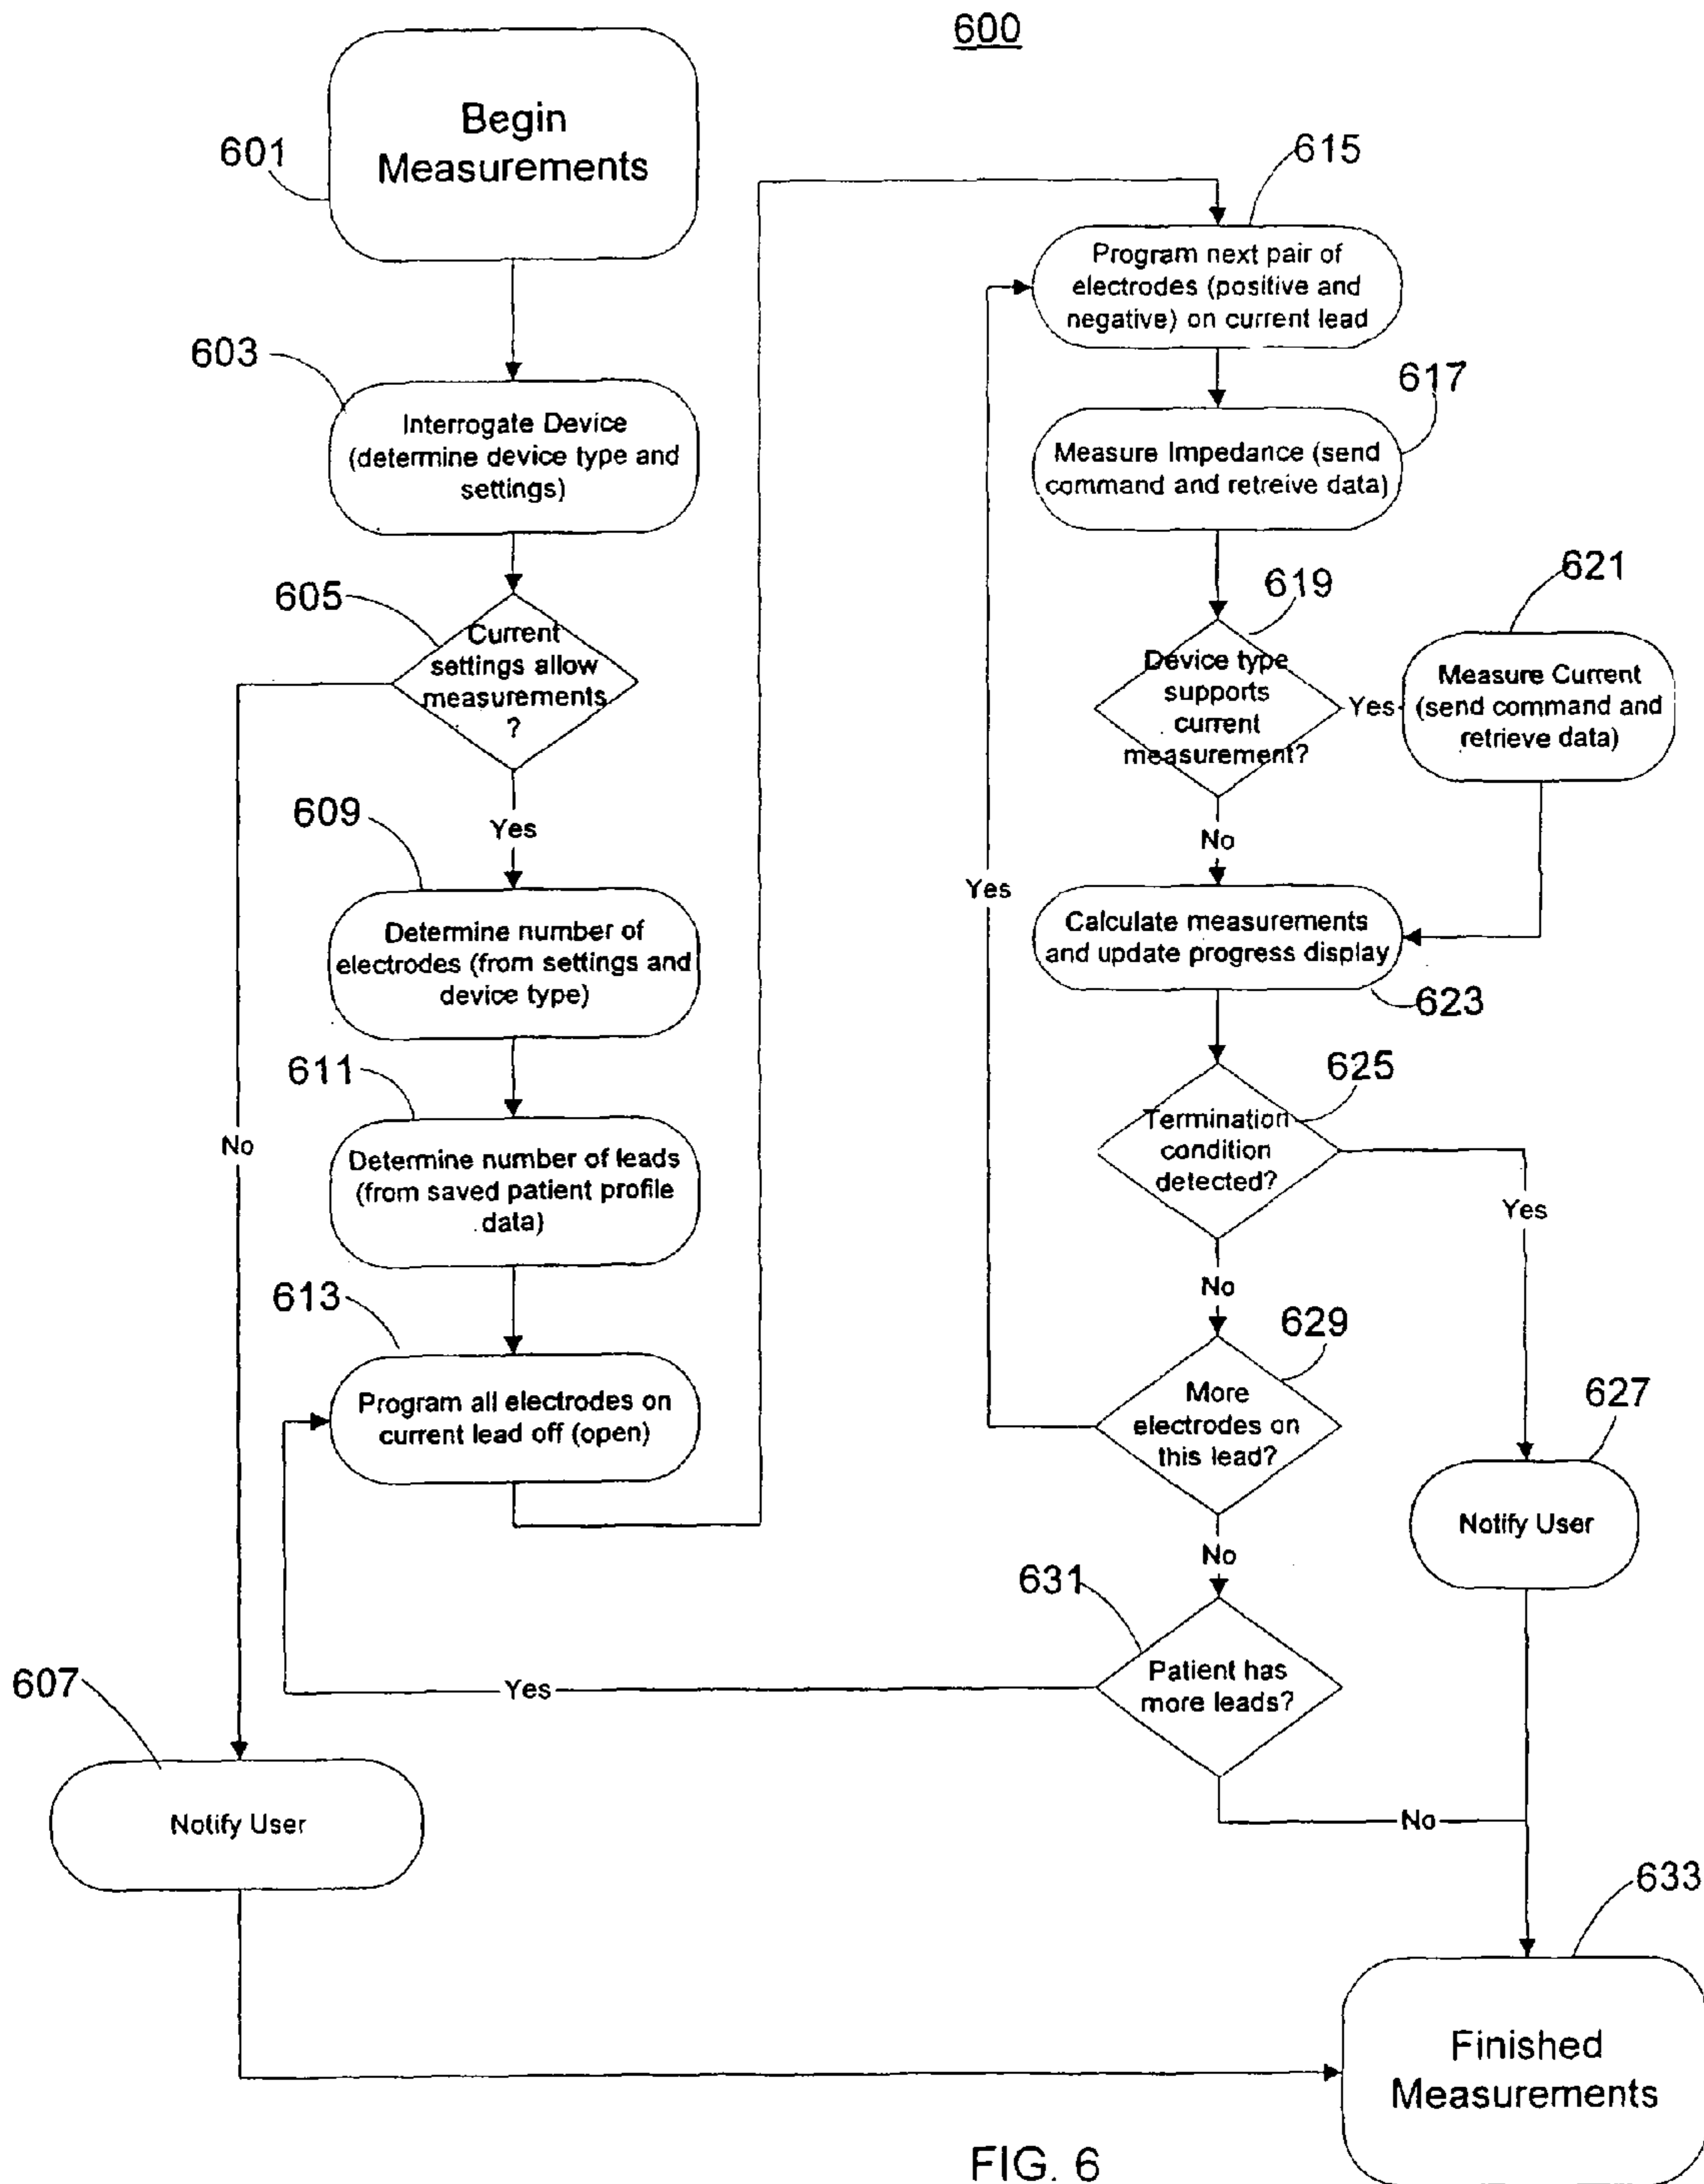 600
Begin
Measurements
601
603
Interrogate Device
(determine device type and
settings)
605
Current
settings allow
measurements
?
Yes
No
609
Determine number of
electrodes (from settings and
device type)
611
Determine number of leads
(from saved patient profile
data)
613
Program all electrodes on
current lead off (open)
607
Notify User
615
Program next pair of
electrodes (positive and
negative) on current lead
617
Measure Impedance (send
command and retreive data)
619
Device type
supports
current
measurement?
Yes
621
Measure Current
(send command and
retrieve data)
No
Yes
Calculate measurements
and update progress display
623
625
Termination
condition
detected?
Yes
No
629
More
electrodes on
this lead?
627
Notify User
No
631
Patient has
more leads?
Yes
No
633
Finished
Measurements
FIG. 6